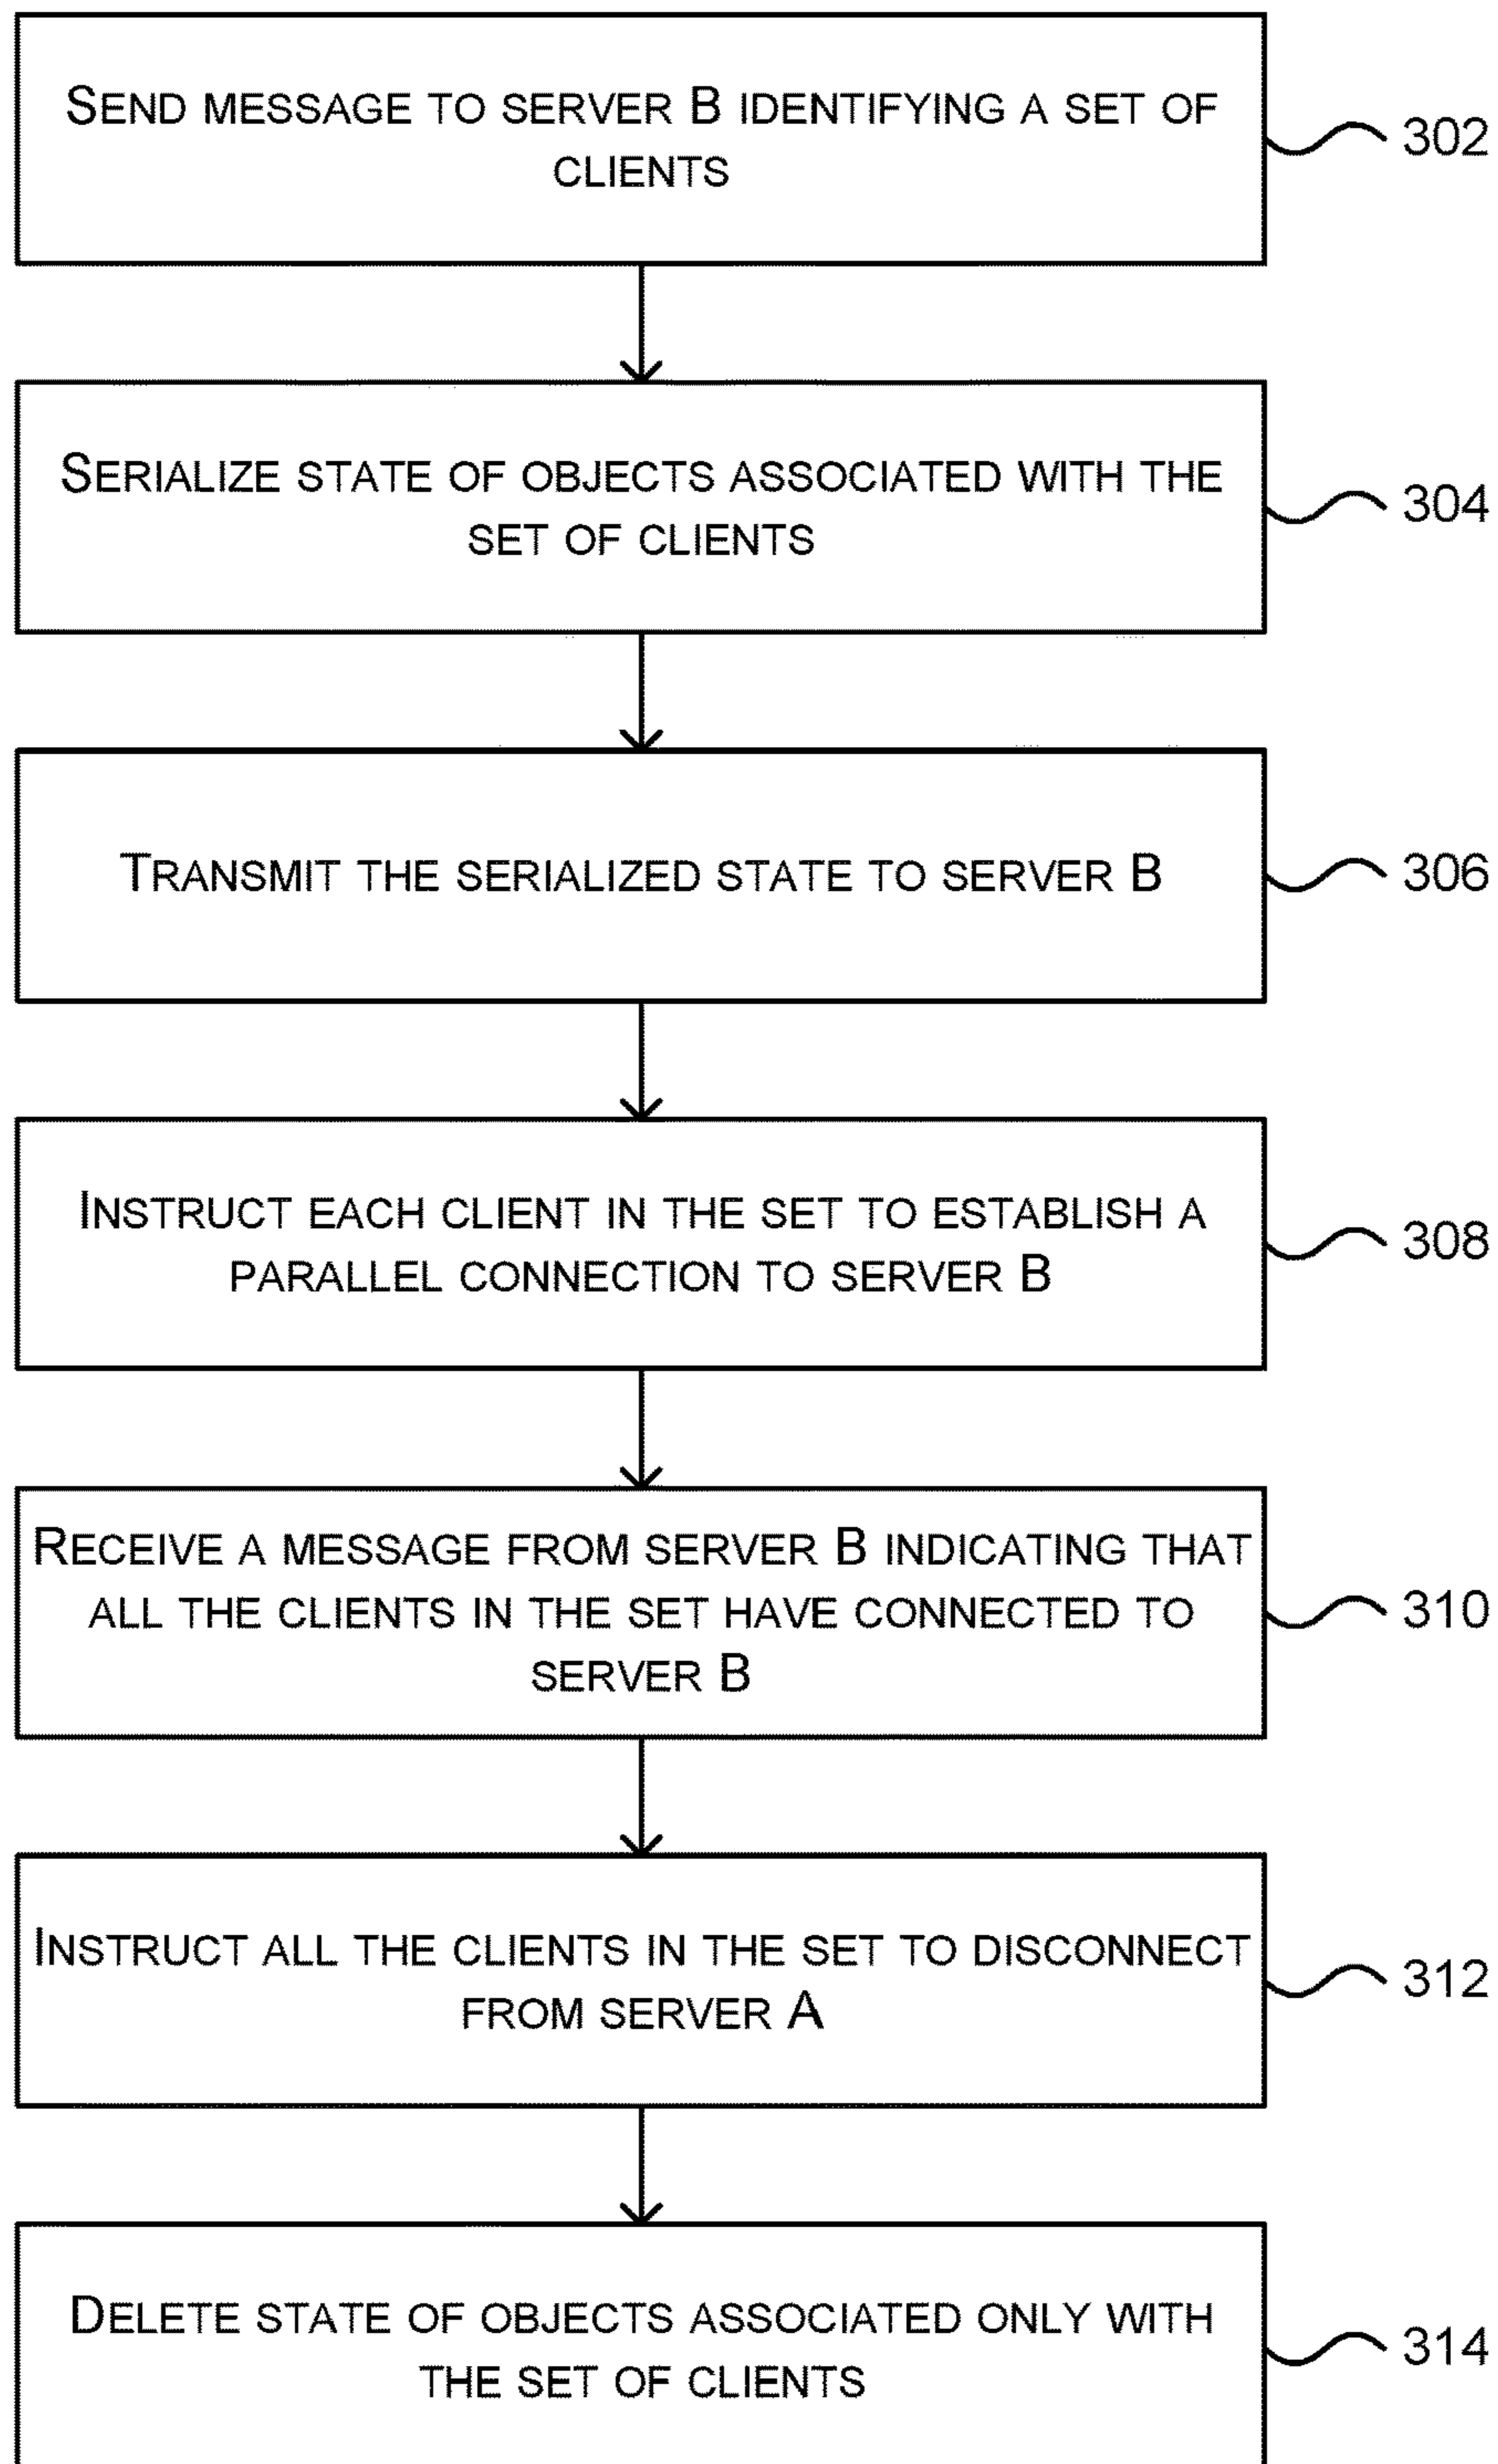 SEND MESSAGE TO SERVER B IDENTIFYING A SET OF
CLIENTS
302
SERIALIZE STATE OF OBJECTS ASSOCIATED WITH THE
SET OF CLIENTS
304
TRANSMIT THE SERIALIZED STATE TO SERVER B
306
INSTRUCT EACH CLIENT IN THE SET TO ESTABLISH A
PARALLEL CONNECTION TO SERVER B
308
RECEIVE A MESSAGE FROM SERVER B INDICATING THAT
ALL THE CLIENTS IN THE SET HAVE CONNECTED TO
SERVER B
310
INSTRUCT ALL THE CLIENTS IN THE SET TO DISCONNECT
FROM SERVER A
312
DELETE STATE OF OBJECTS ASSOCIATED ONLY WITH
THE SET OF CLIENTS
314